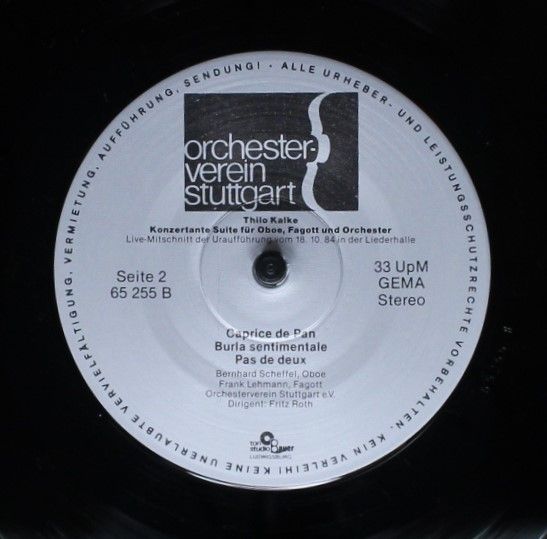 orchester-
verein
stuttgart
Thilo Kalke
Konzertante Suite für Oboe, Fagott und Orchester
Live-Mitschnitt der Uraufführung vom 18. 10. 84 in der Liederhalle
Seite 2
65 255 B
33 UpM
GEMA
Stereo
Caprice de Pan
Burla sentimentale
Pas de deux
Bernhard Scheffel, Oboe
Frank Lehmann, Fagott
Orchesterverein Stuttgart e.V.
Dirigent: Fritz Roth
ton
studio Bauer
LUDWIGSBURG
ALLE URHEBER- UND LEISTUNGSSCHUTZRECHTE VORBEHALTEN. KEIN VERLEIH! KEINE UNERLAUBTE VERVIELFÄLTIGUNG, VERMIETUNG, AUFFÜHRUNG, SENDUNG! ·